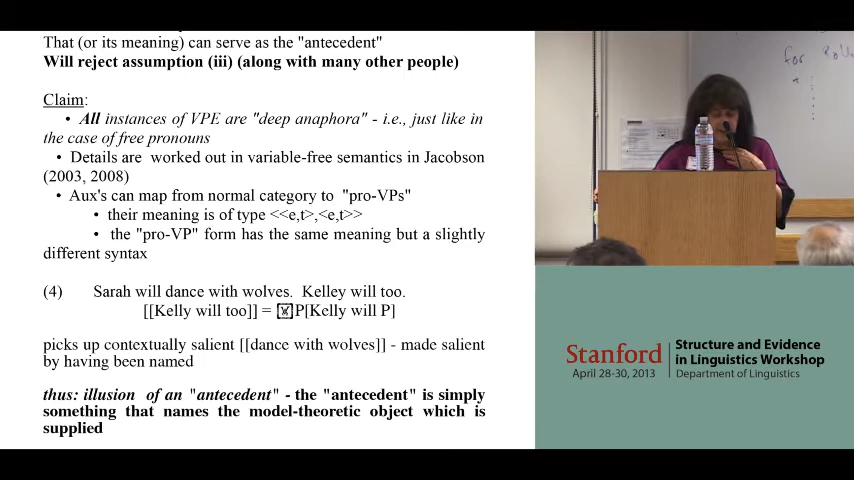 That (or its meaning) can serve as the "antecedent"
Will reject assumption (iii) (along with many other people)
Claim:
• All instances of VPE are "deep anaphora" - i.e., just like in
the case of free pronouns
• Details are worked out in variable-free semantics in Jacobson
(2003, 2008)
• Aux's can map from normal category to "pro-VPs"
• their meaning is of type <<e,t>,<e,t>>
• the "pro-VP" form has the same meaning but a slightly
different syntax
(4) Sarah will dance with wolves. Kelley will too.
[[Kelly will too]] = P[Kelly will P]
picks up contextually salient [[dance with wolves]] - made salient
by having been named
thus: illusion of an "antecedent" - the "antecedent" is simply
something that names the model-theoretic object which is
supplied
for
Stanford
April 28-30, 2013
Structure and Evidence
in Linguistics Workshop
Department of Linguistics